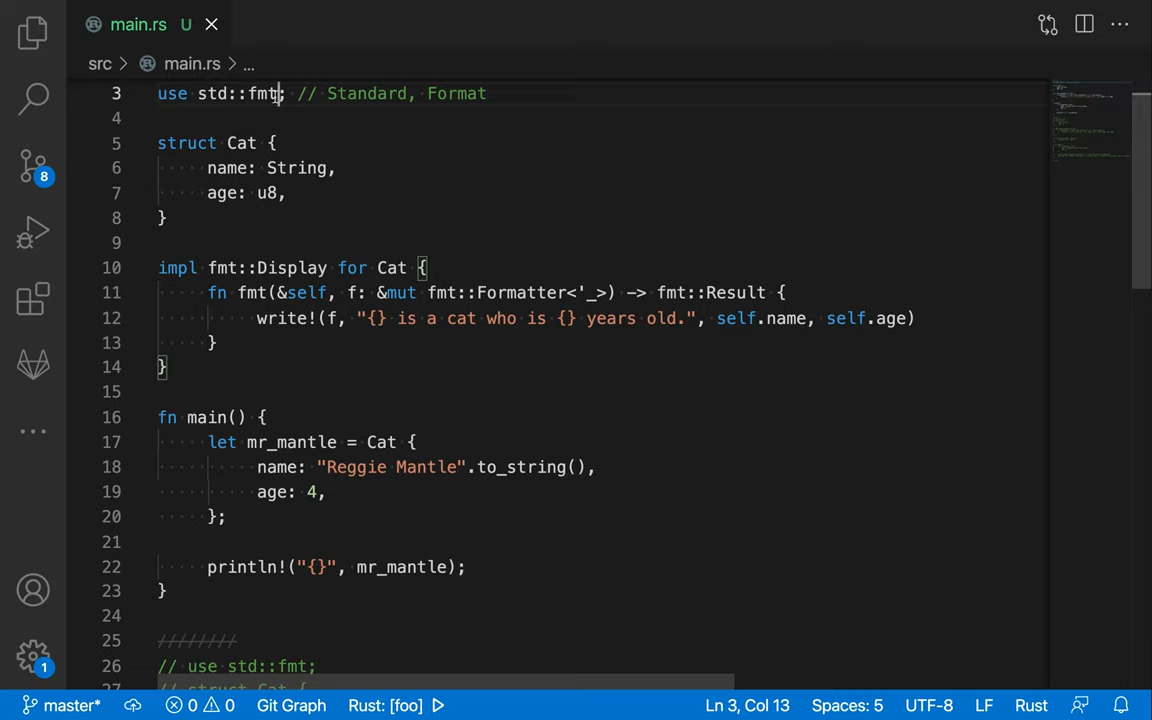 main.rs U
src > main.rs > ...
3 use std::fmt; // Standard, Format
4
5 struct Cat {
6 name: String,
7 age: u8,
8 }
9
10 impl fmt::Display for Cat {
11 fn fmt(&self, f: &mut fmt::Formatter<'_>) -> fmt::Result {
12 write!(f, "{} is a cat who is {} years old.", self.name, self.age)
13 }
14 }
15
16 fn main() {
17 let mr_mantle = Cat {
18 name: "Reggie Mantle".to_string(),
19 age: 4,
20 };
21
22 println!("{}", mr_mantle);
23 }
24
25 ////////
26 // use std::fmt;
27 // struct Cat {
8
1
master* 0 0 Git Graph Rust: [foo] Ln 3, Col 13 Spaces: 5 UTF-8 LF Rust